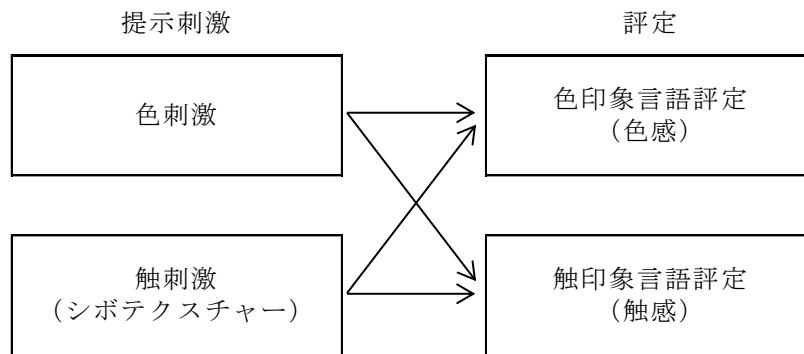 提示刺激
評定
色刺激
色印象言語評定
(色感)
触刺激
(シボテクスチャー)
触印象言語評定
(触感)